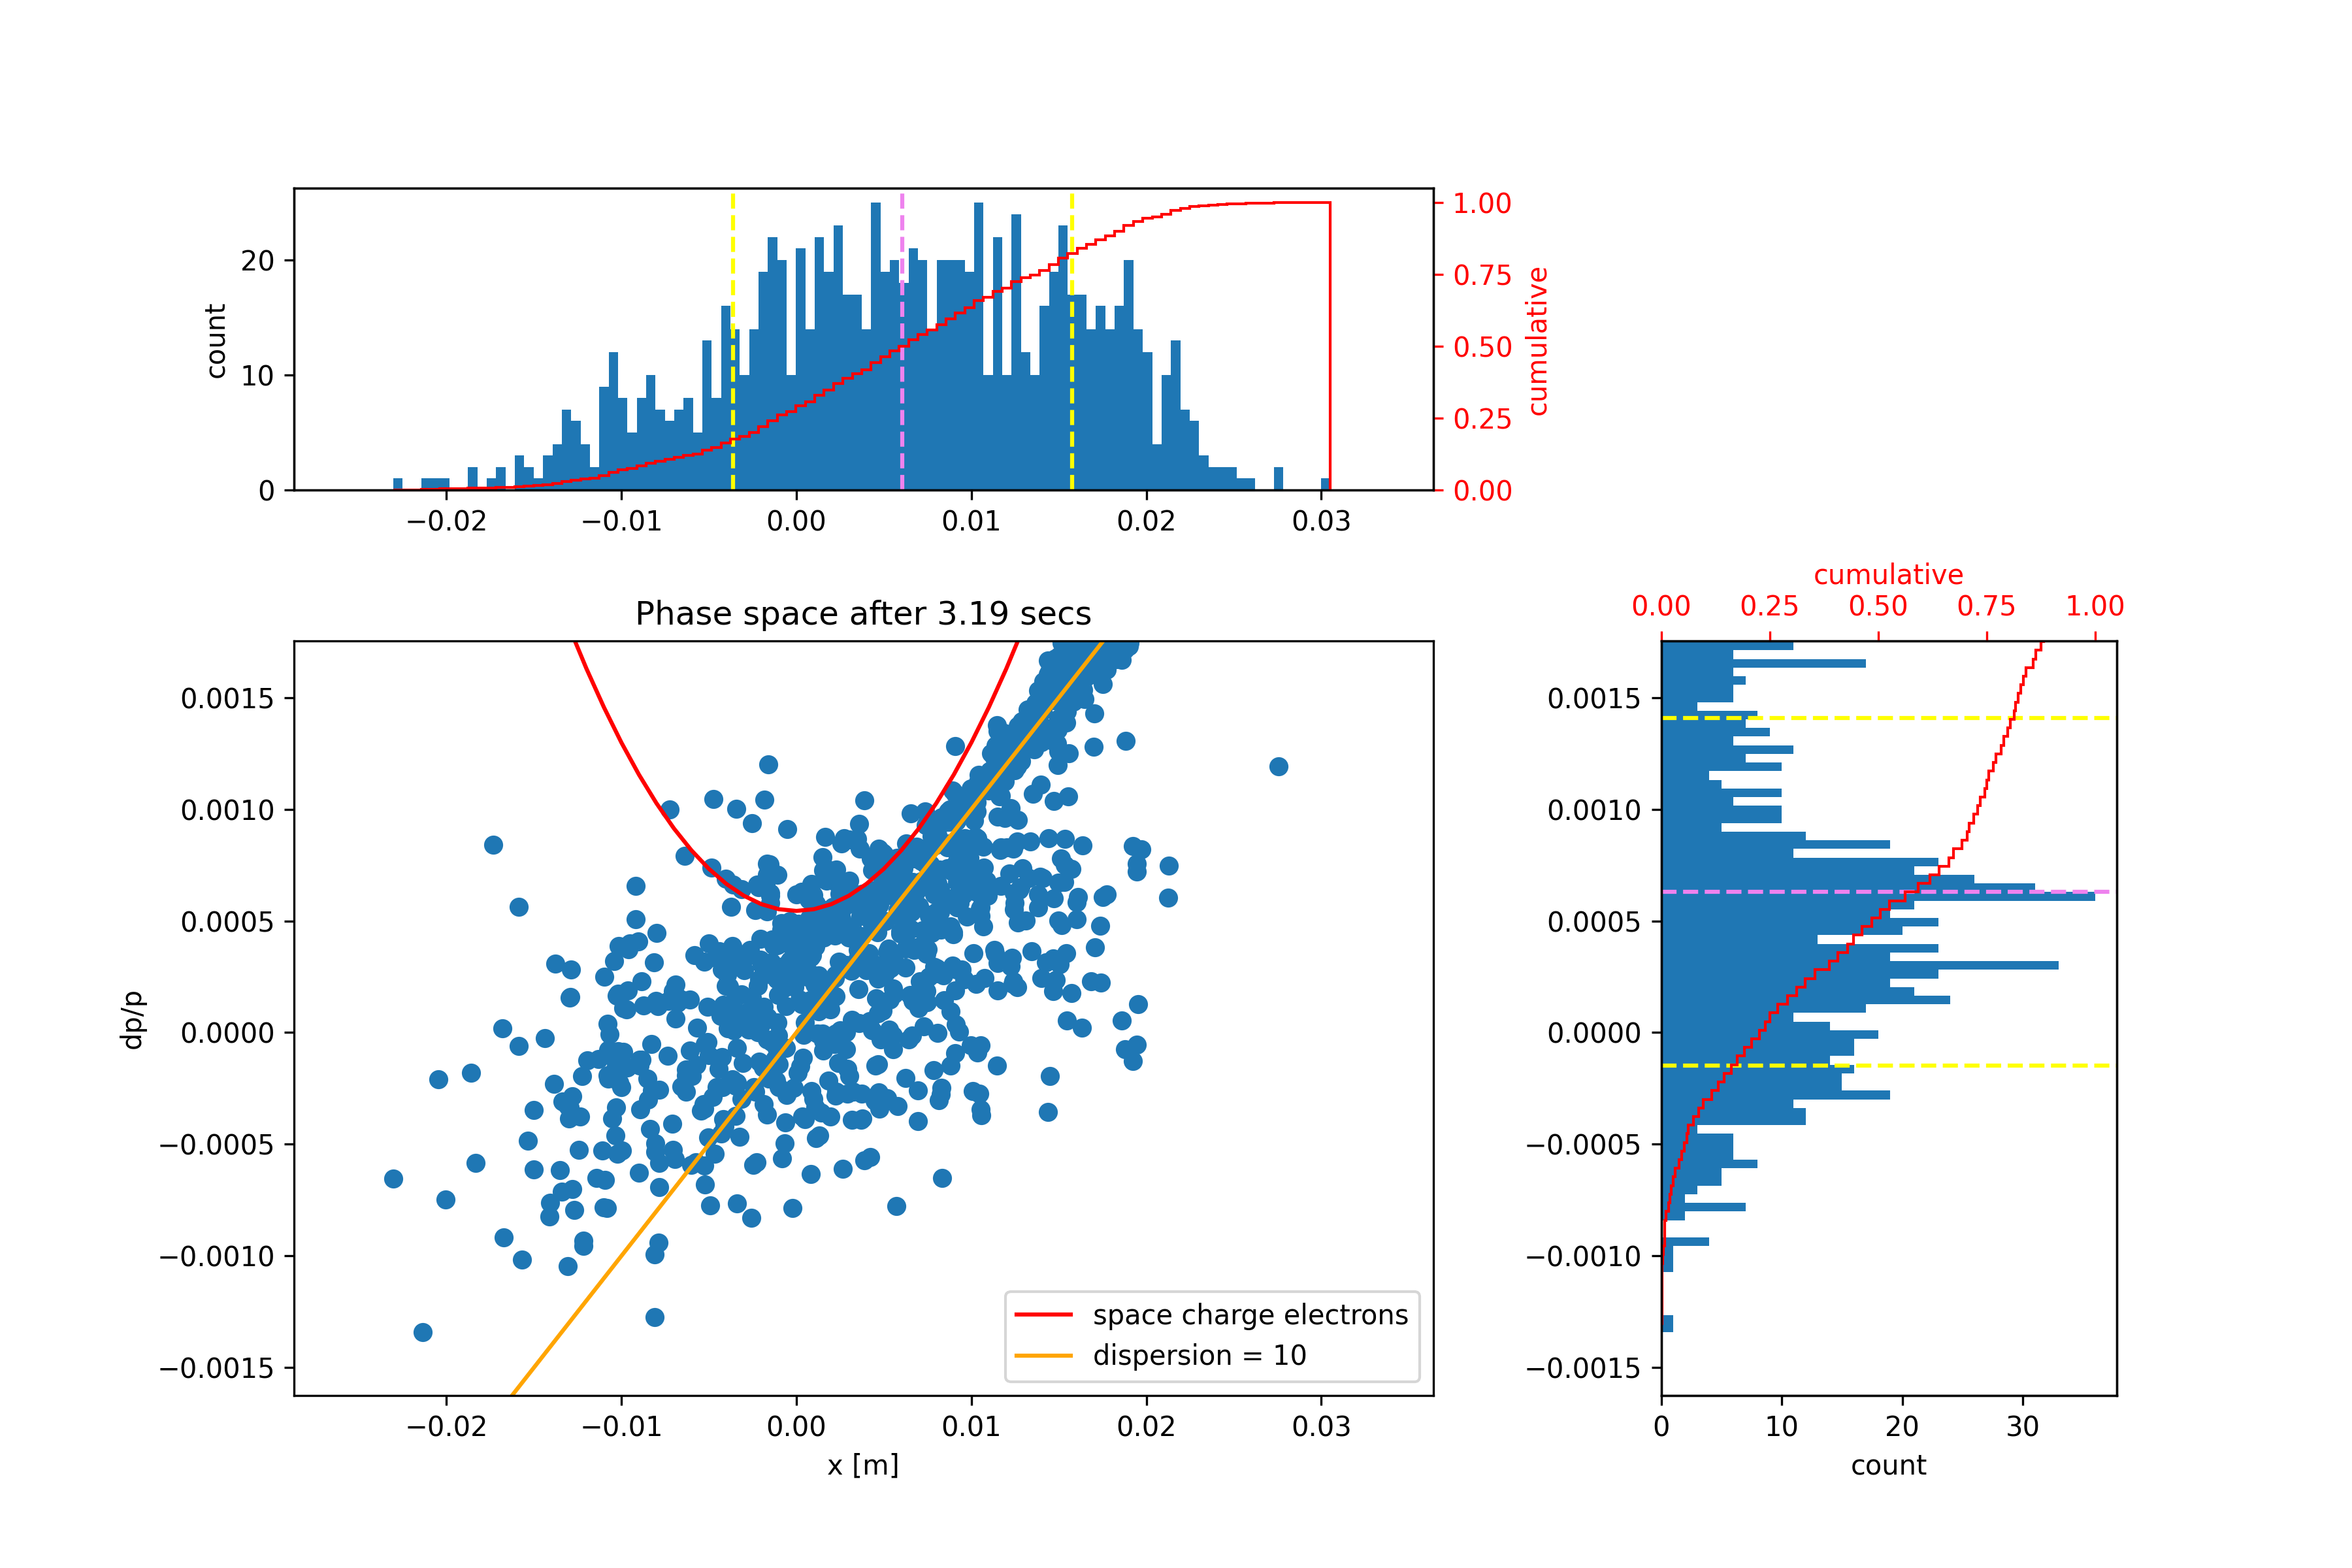 count
20
10
0
1.00
0.75
0.50
0.25
0.00
cumulative
−0.02 −0.01 0.00 0.01 0.02 0.03
Phase space after 3.19 secs
dp/p
0.0015
0.0010
0.0005
0.0000
−0.0005
−0.0010
−0.0015
space charge electrons
dispersion = 10
−0.02 −0.01 0.00 0.01 0.02 0.03
x [m]
cumulative
0.00 0.25 0.50 0.75 1.00
0.0015
0.0010
0.0005
0.0000
−0.0005
−0.0010
−0.0015
0 10 20 30
count